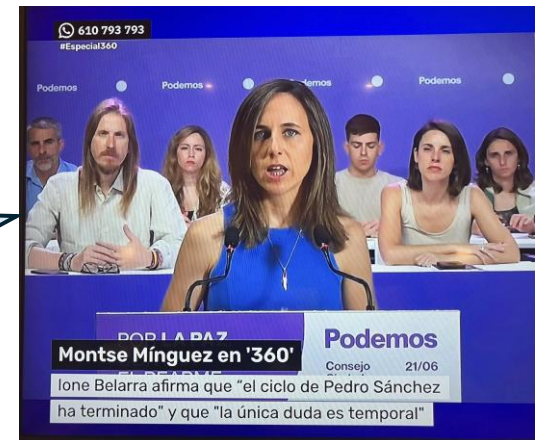 610 793 793
#Especial360
Podemos Podemos Podemos Podemos
POR LA PAZ
Podemos
Consejo 21/06
Montse Mínguez en '360'
Ione Belarra afirma que "el ciclo de Pedro Sánchez
ha terminado" y que "la única duda es temporal"